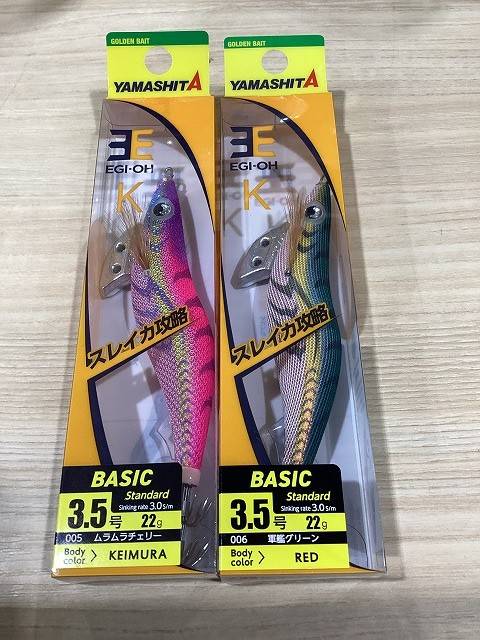 GOLDEN BAIT
YAMASHITA
EGI-OH
K
スレイカ攻略
BASIC
Standard
Sinking rate 3.0 s/m
3.5号 22g
005 ムラムラチェリー
Body color > KEIMURA
GOLDEN BAIT
YAMASHITA
EGI-OH
K
スレイカ攻略
BASIC
Standard
Sinking rate 3.0 s/m
3.5号 22g
006 軍艦グリーン
Body color > RED